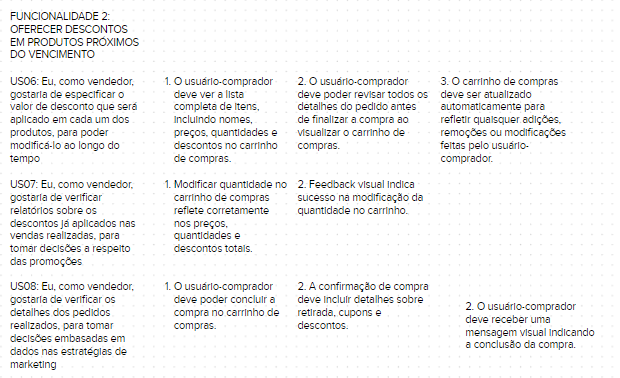 FUNCIONALIDADE 2:
OFERECER DESCONTOS
EM PRODUTOS PRÓXIMOS
DO VENCIMENTO
US06: Eu, como vendedor,
gostaria de especificar o
valor de desconto que será
aplicado em cada um dos
produtos, para poder
modificá-lo ao longo do
tempo
1. O usuário-comprador
deve ver a lista
completa de itens,
incluindo nomes,
preços, quantidades e
descontos no carrinho
de compras.
2. O usuário-comprador
deve poder revisar todos os
detalhes do pedido antes
de finalizar a compra ao
visualizar o carrinho de
compras.
3. O carrinho de compras
deve ser atualizado
automaticamente para
refletir quaisquer adições,
remoções ou modificações
feitas pelo usuário-
comprador.
US07: Eu, como vendedor,
gostaria de verificar
relatórios sobre os
descontos já aplicados nas
vendas realizadas, para
tomar decisões a respeito
das promoções
1. Modificar quantidade no
carrinho de compras
reflete corretamente
nos preços,
quantidades e
descontos totais.
2. Feedback visual indica
sucesso na modificação da
quantidade no carrinho.
US08: Eu, como vendedor,
gostaria de verificar os
detalhes dos pedidos
realizados, para tomar
decisões embasadas em
dados nas estratégias de
marketing
1. O usuário-comprador
deve poder concluir a
compra no carrinho de
compras.
2. A confirmação de compra
deve incluir detalhes sobre
retirada, cupons e
descontos.
2. O usuário-comprador
deve receber uma
mensagem visual indicando
a conclusão da compra.